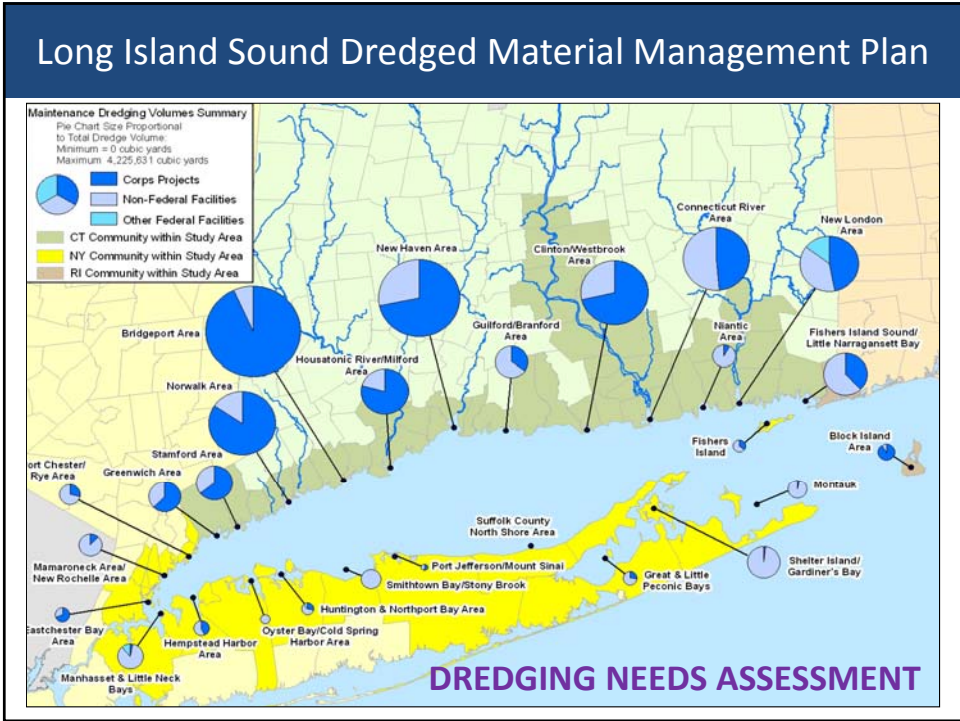 Long Island Sound Dredged Material Management Plan
Maintenance Dredging Volumes Summary
Pie Chart Size Proportional
to Total Dredge Volume:
Minimum = 0 cubic yards
Maximum 4,225,631 cubic yards
Corps Projects
Non-Federal Facilities
Other Federal Facilities
CT Community within Study Area
NY Community within Study Area
RI Community within Study Area
Connecticut River
Area
New London
Area
New Haven Area
Clinton/Westbrook
Area
Bridgeport Area
Guilford/Branford
Area
Niantic
Area
Fishers Island Sound/
Little Narragansett Bay
Housatonic River/Milford
Area
Norwalk Area
Stamford Area
Fishers
Island
Block Island
Area
ort Chester/
Rye Area
Greenwich Area
Montauk
Suffolk County
North Shore Area
Mamaroneck Area/
New Rochelle Area
Port Jefferson/Mount Sinai
Shelter Island/
Gardiner's Bay
Smithtown Bay/Stony Brook
Great & Little
Peconic Bays
Huntington & Northport Bay Area
Eastchester Bay
Area
Hempstead Harbor
Area
Oyster Bay/Cold Spring
Harbor Area
Manhasset & Little Neck
Bays
DREDGING NEEDS ASSESSMENT